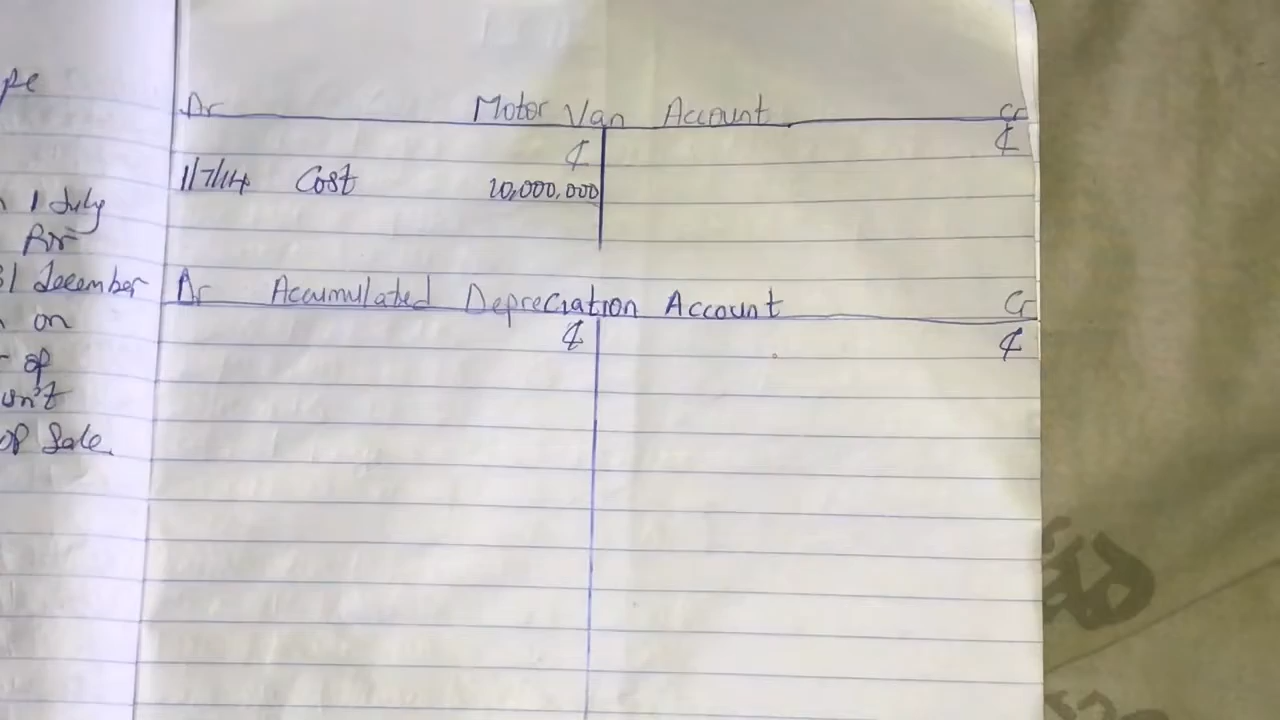 pe
1 July
31 December
on
of
of Sale.
Dr Motor Van Account Cr
₵ ₵
1/7/14 Cost 10,000,000
Dr Accumulated Depreciation Account Cr
₵ ₵